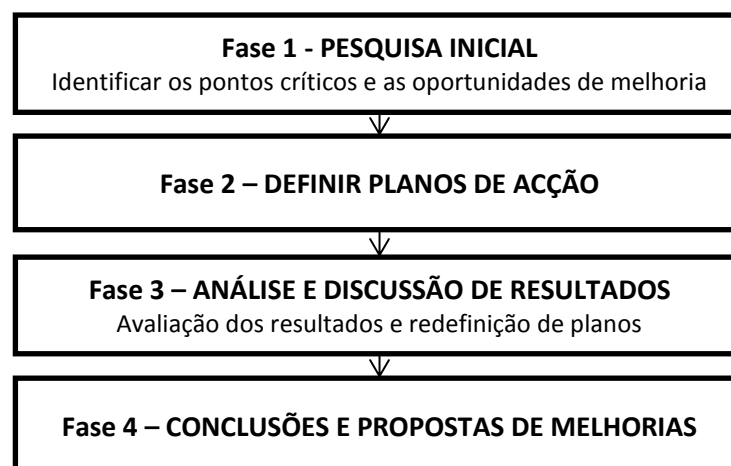 Fase 1 - PESQUISA INICIAL
Identificar os pontos críticos e as oportunidades de melhoria
Fase 2 – DEFINIR PLANOS DE ACÇÃO
Fase 3 – ANÁLISE E DISCUSSÃO DE RESULTADOS
Avaliação dos resultados e redefinição de planos
Fase 4 – CONCLUSÕES E PROPOSTAS DE MELHORIAS